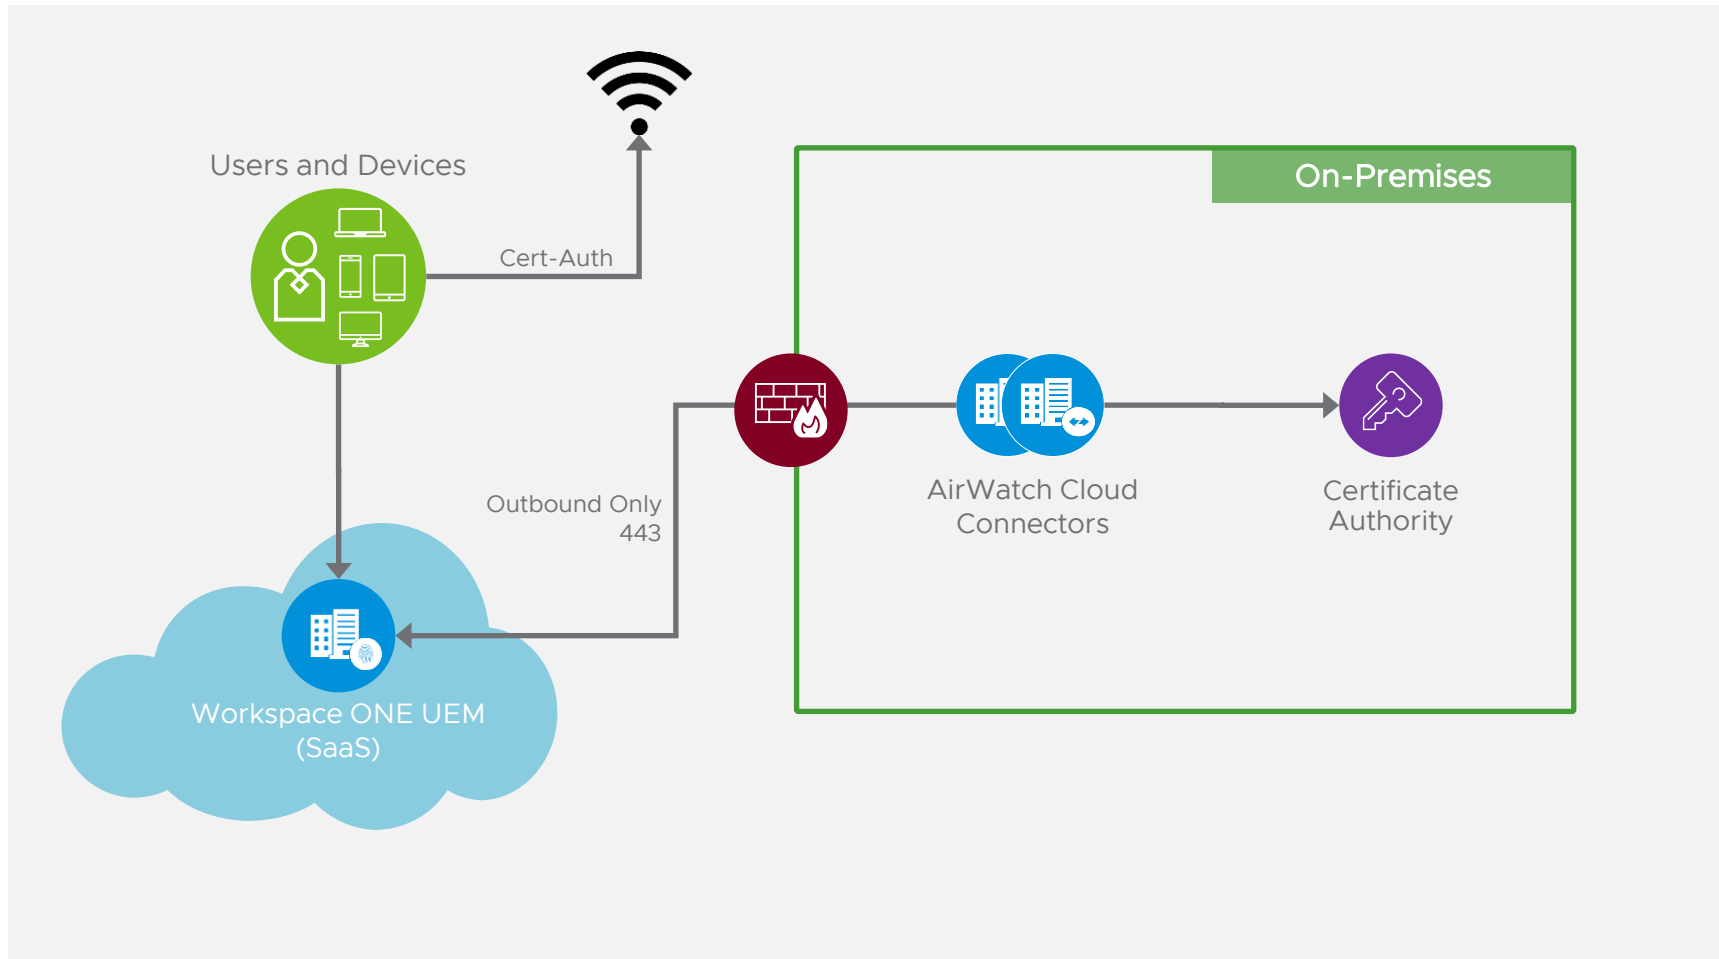 Users and Devices
Cert-Auth
On-Premises
Outbound Only
443
AirWatch Cloud
Connectors
Certificate
Authority
Workspace ONE UEM
(SaaS)